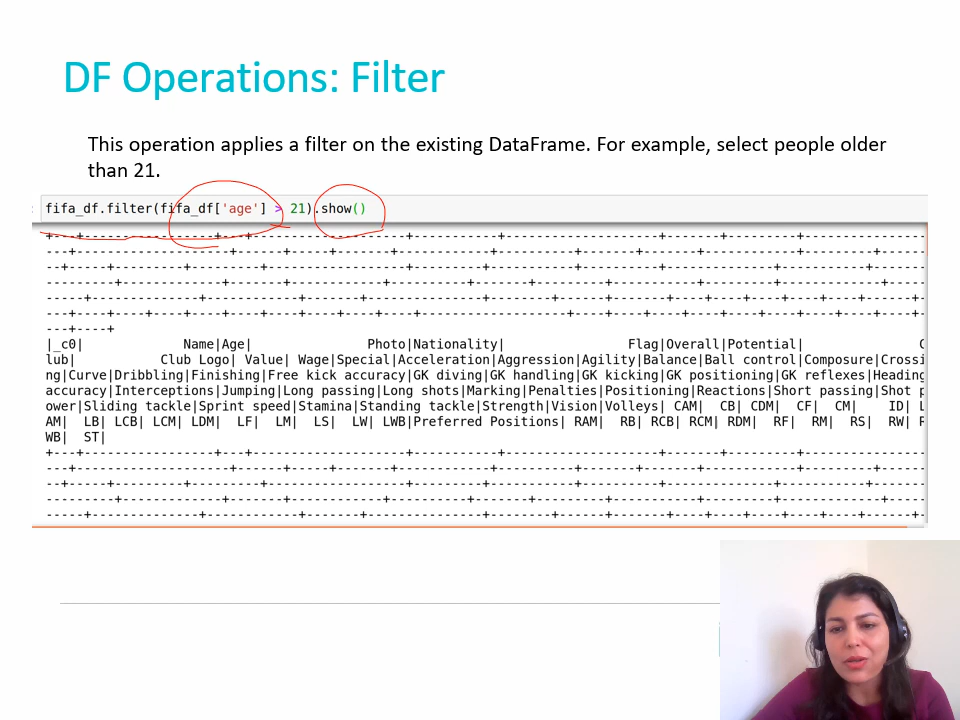 DF Operations: Filter
This operation applies a filter on the existing DataFrame. For example, select people older
than 21.
: fifa_df.filter(fifa_df['age'] > 21).show()
|_c0| Name|Age| Photo|Nationality| Flag|Overall|Potential| C
lub| Club Logo| Value| Wage|Special|Acceleration|Aggression|Agility|Balance|Ball control|Composure|Crossi
ng|Curve|Dribbling|Finishing|Free kick accuracy|GK diving|GK handling|GK kicking|GK positioning|GK reflexes|Heading
accuracy|Interceptions|Jumping|Long passing|Long shots|Marking|Penalties|Positioning|Reactions|Short passing|Shot p
ower|Sliding tackle|Sprint speed|Stamina|Standing tackle|Strength|Vision|Volleys| CAM| CB| CDM| CF| CM| ID| L
AM| LB| LCB| LCM| LDM| LF| LM| LS| LW| LWB|Preferred Positions| RAM| RB| RCB| RCM| RDM| RF| RM| RS| RW| R
WB| ST|